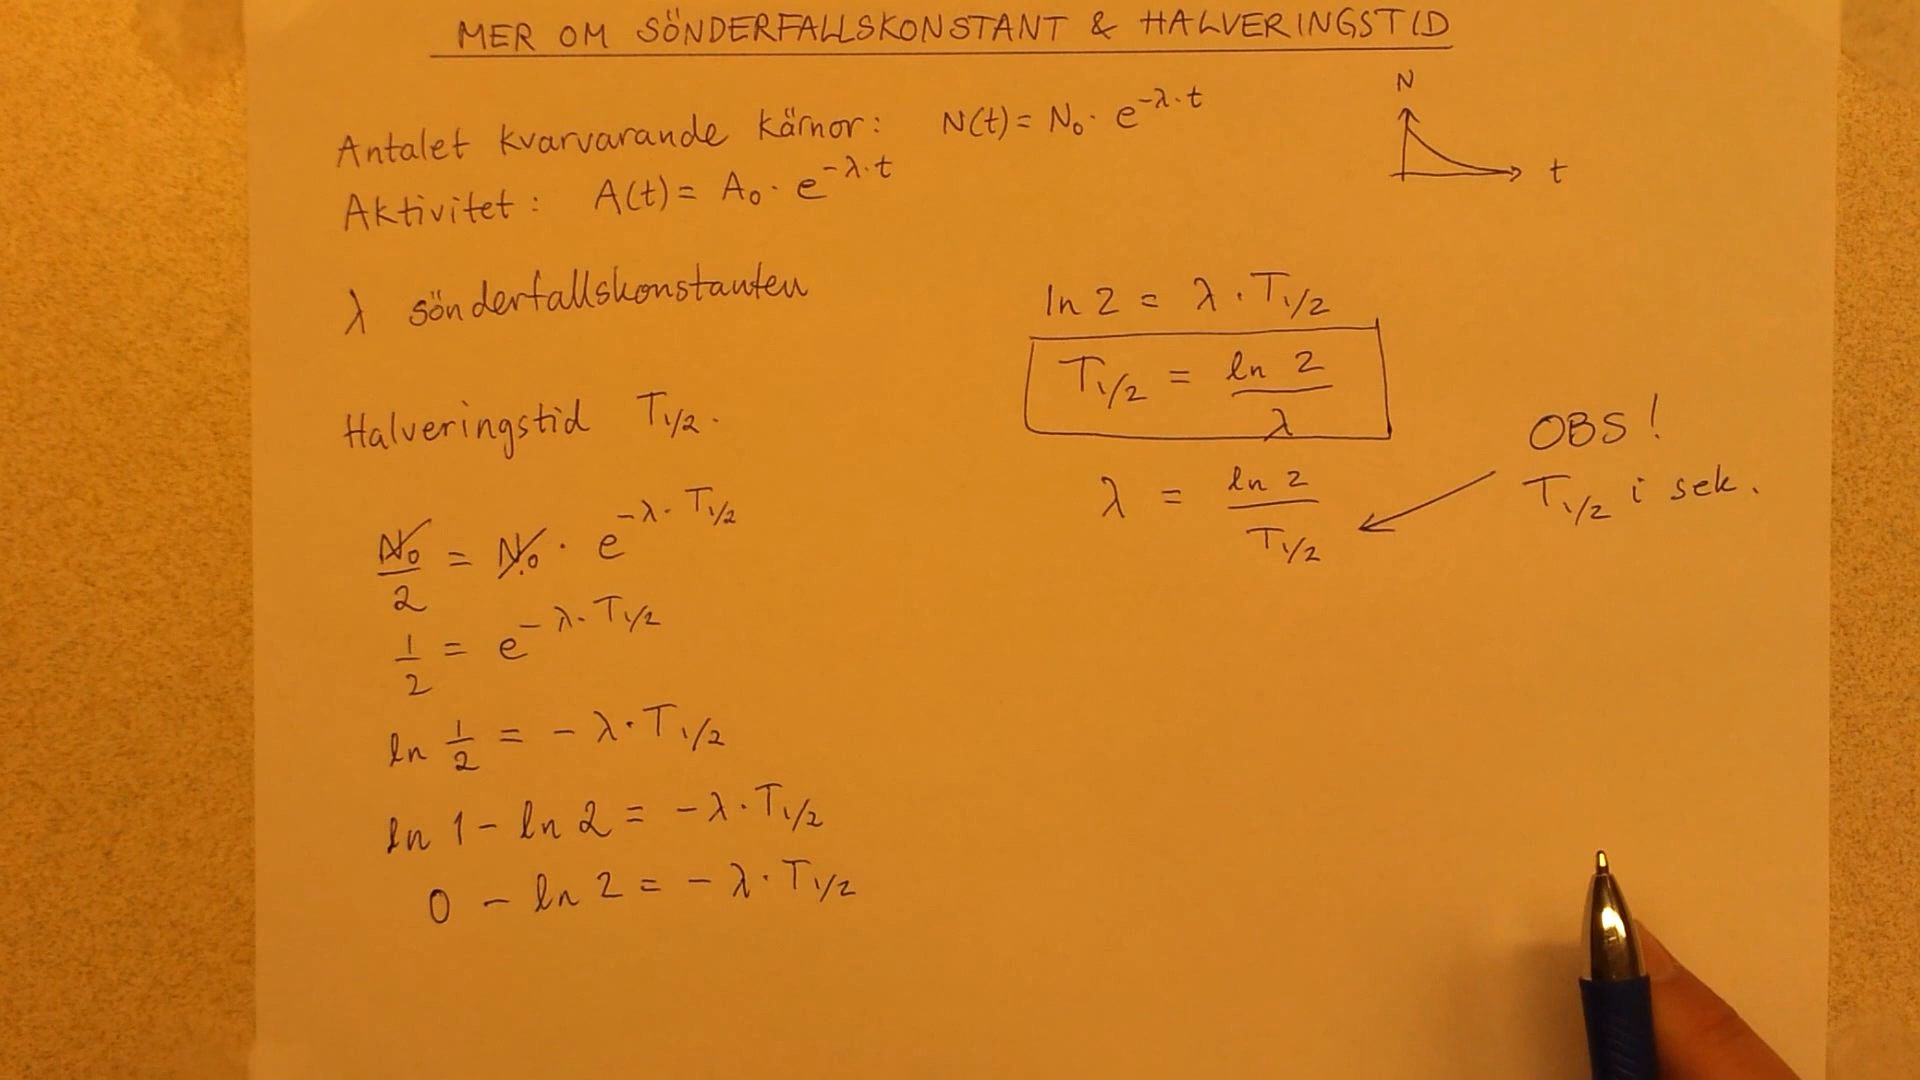 MER OM SÖNDERFALLSKONSTANT & HALVERINGSTID
Antalet kvarvarande kärnor: N(t) = N₀ · e^(-λ·t)
Aktivitet: A(t) = A₀ · e^(-λ·t)
N
t
λ sönderfallskonstanten
Halveringstid T₁/₂.
N₀/2 = N₀ · e^(-λ·T₁/₂)
1/2 = e^(-λ·T₁/₂)
ln 1/2 = -λ·T₁/₂
ln 1 - ln 2 = -λ·T₁/₂
0 - ln 2 = -λ·T₁/₂
ln 2 = λ·T₁/₂
T₁/₂ = ln 2/λ
λ = ln 2/T₁/₂
OBS!
T₁/₂ i sek.